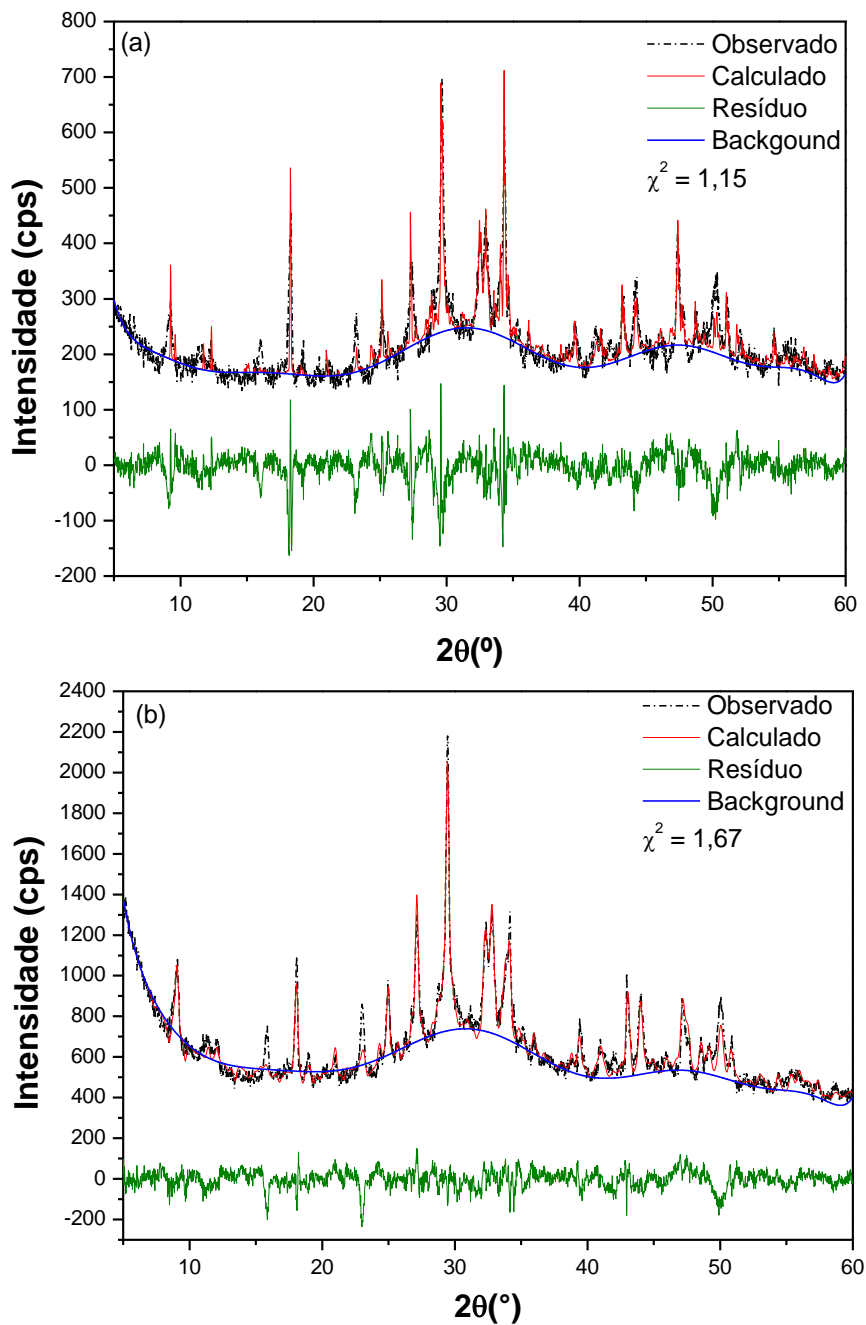 (a)
Observado
Calculado
Resíduo
Backgound
χ² = 1,15
Intensidade (cps)
800
700
600
500
400
300
200
100
0
-100
-200
10 20 30 40 50 60
2θ(º)
(b)
Observado
Calculado
Resíduo
Background
χ² = 1,67
Intensidade (cps)
2400
2200
2000
1800
1600
1400
1200
1000
800
600
400
200
0
-200
10 20 30 40 50 60
2θ(°)